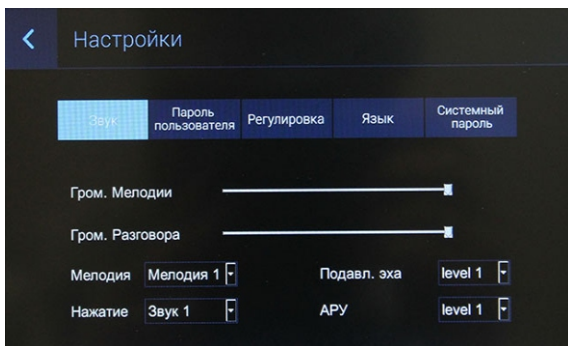 Настройки
Звук
Пароль
пользователя
Регулировка
Язык
Системный
пароль
Гром. Мелодии
Гром. Разговора
Мелодия Мелодия 1 Подавл. эха level 1
Нажатие Звук 1 АРУ level 1